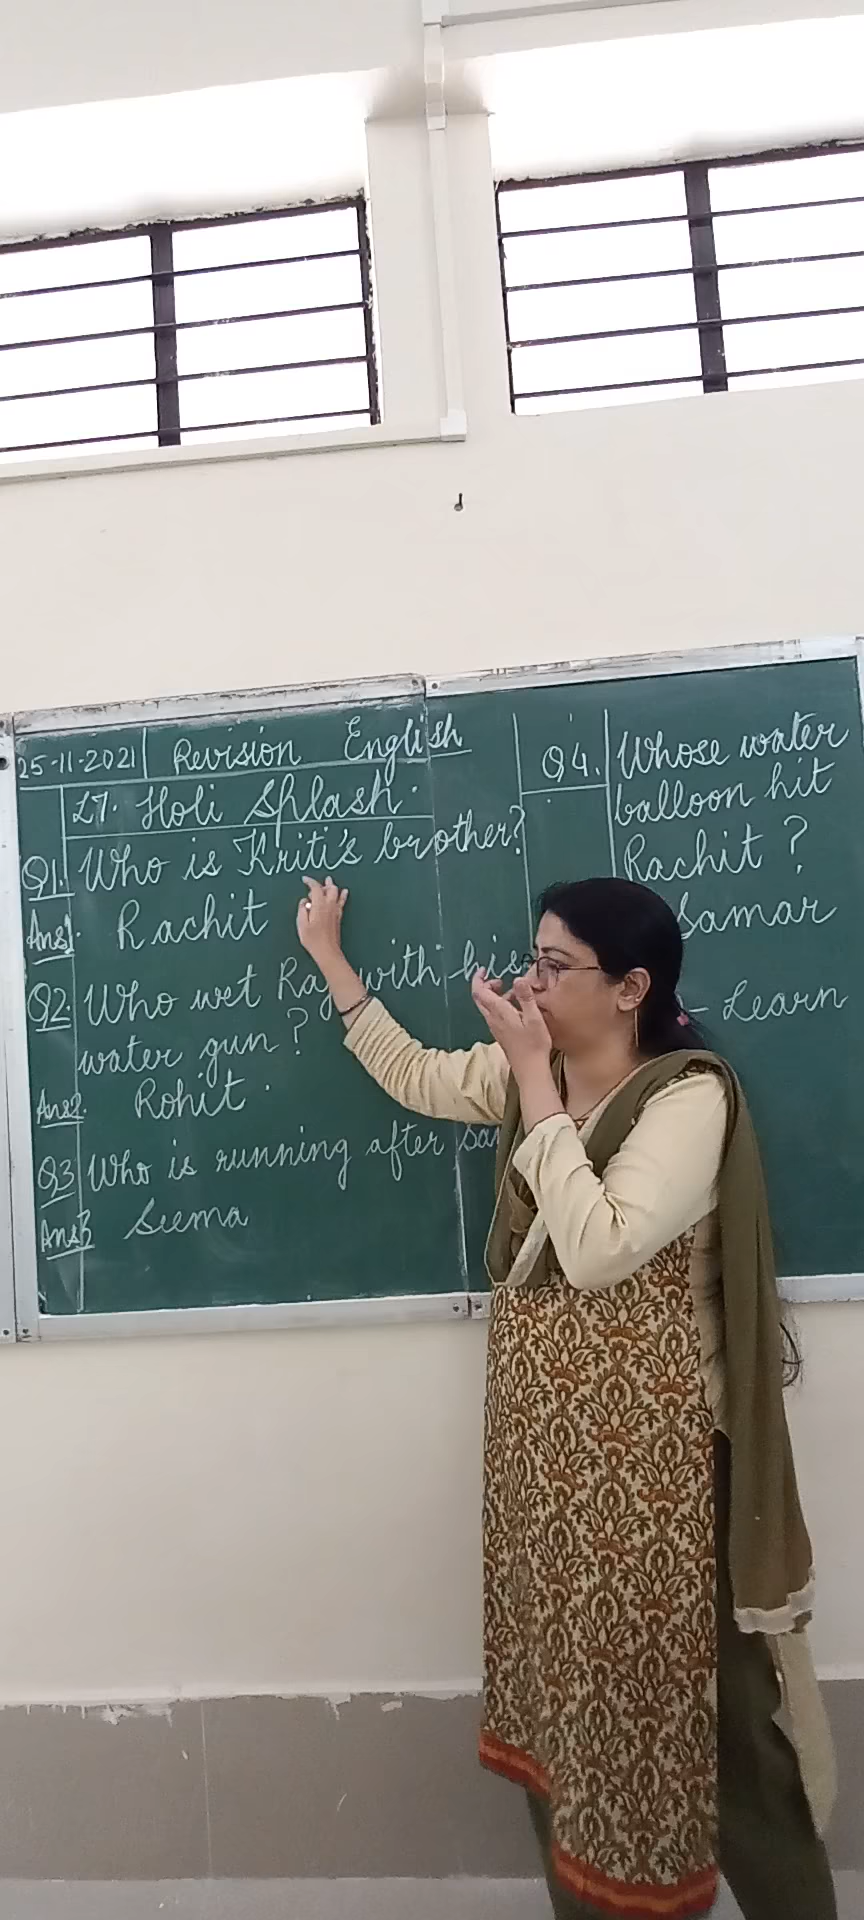 25-11-2021 Revision English
L7. Holi Splash.
Q1. Who is Kriti's brother?
Ans1. Rachit
Q2. Who wet Raj with his
water gun?
Ans2. Rohit.
Q3 Who is running after
Ans3 Seema
Q4. Whose water
balloon hit
Rachit?
Samar
- Learn